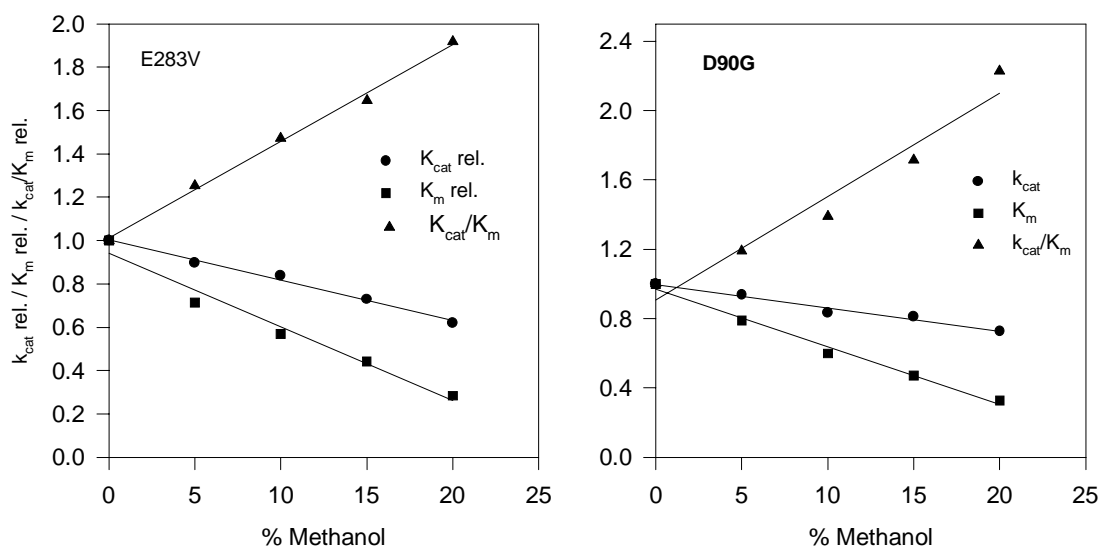 k_cat rel. / K_m rel. / k_cat/K_m rel.
2.0
1.8
1.6
1.4
1.2
1.0
0.8
0.6
0.4
0.2
0.0
E283V
K_cat rel.
K_m rel.
K_cat/K_m
0 5 10 15 20 25
% Methanol
2.4
2.0
1.6
1.2
0.8
0.4
0.0
D90G
k_cat
K_m
k_cat/K_m
0 5 10 15 20 25
% Methanol